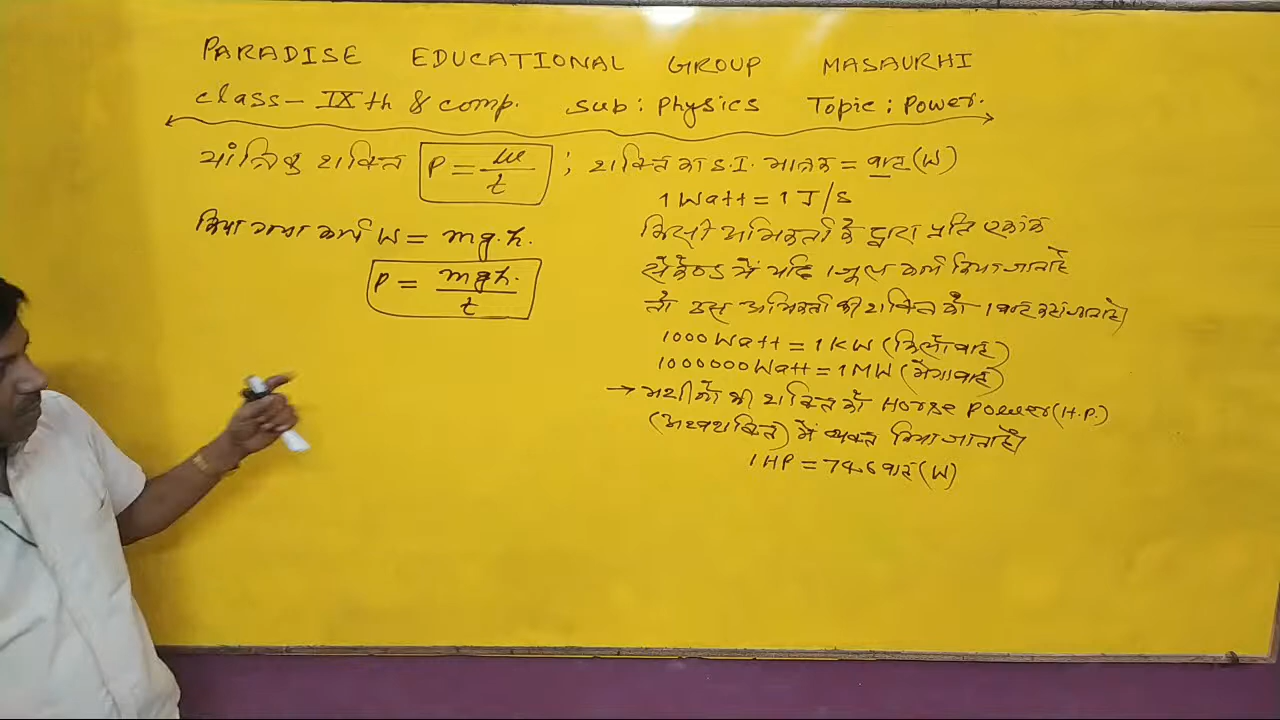 PARADISE EDUCATIONAL GROUP MASAURHI
class – IXth & comp. sub : Physics Topic : Power.
यांत्रिक शक्ति P = W/t ; शक्ति का S.I. मात्रक = वाट (W)
1 Watt = 1 J/S
किया गया कार्य W = mg.h.
किसी अभिकर्ता के द्वारा प्रति एकांक
P = mgh./t
सेकेण्ड में यदि 1 जूल कार्य किया जाता है
तो उस अभिकर्ता की शक्ति को 1 वाट कहा जाता है।
1000 Watt = 1 KW (किलोवाट)
1000000 Watt = 1 MW (मेगावाट)
→ मशीनों की शक्ति को Horse Power (H.P.)
(अश्वशक्ति) में व्यक्त किया जाता है।
1 HP = 746 वाट (W)